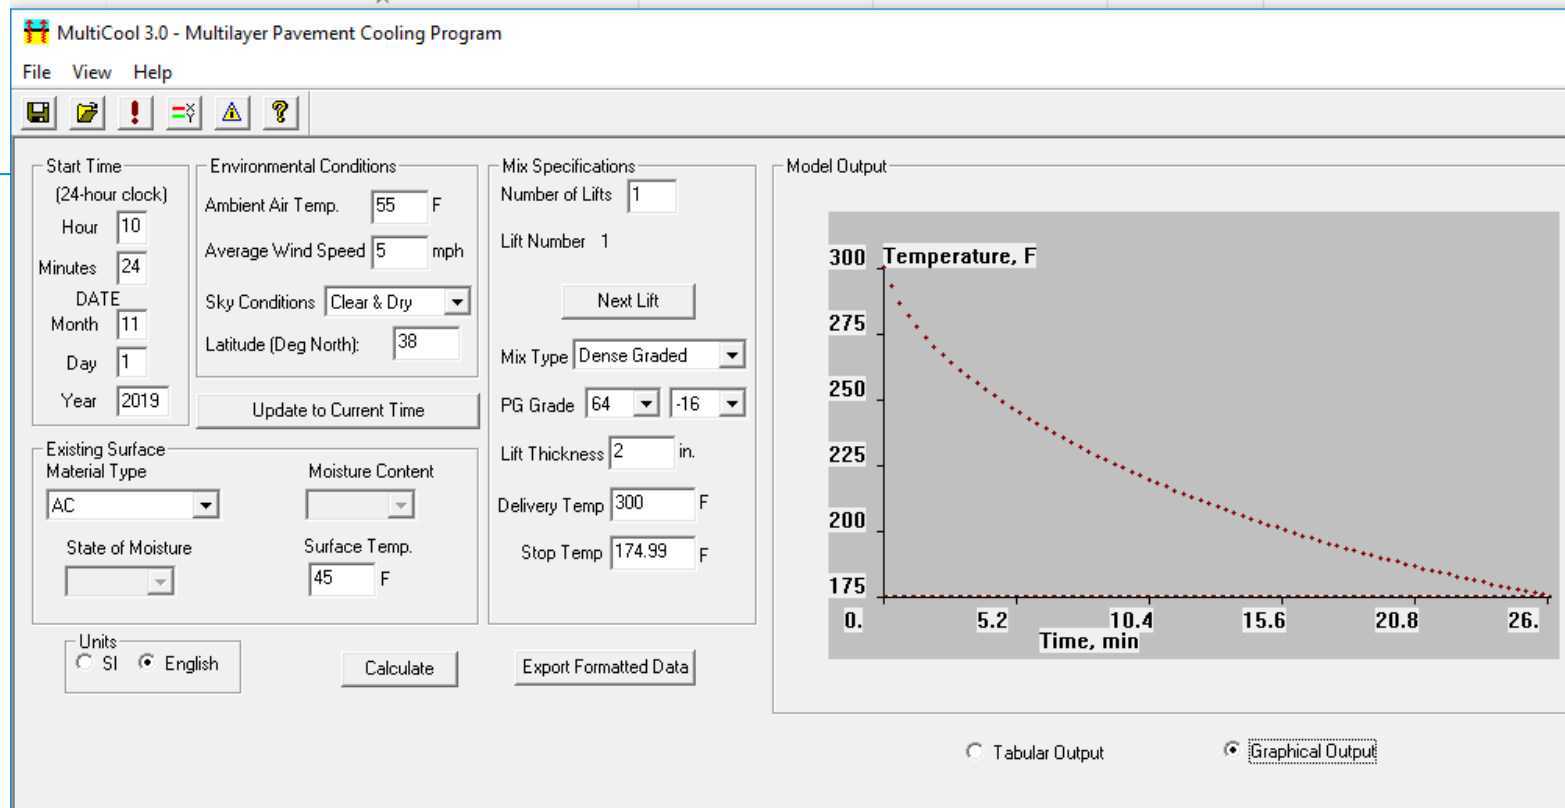 MultiCool 3.0 - Multilayer Pavement Cooling Program
File View Help
Start Time
(24-hour clock)
Hour 10
Minutes 24
DATE
Month 11
Day 1
Year 2019
Environmental Conditions
Ambient Air Temp. 55 F
Average Wind Speed 5 mph
Sky Conditions Clear & Dry
Latitude (Deg North): 38
Update to Current Time
Existing Surface
Material Type
AC
Moisture Content
State of Moisture
Surface Temp.
45 F
Units
SI English
Calculate
Mix Specifications
Number of Lifts 1
Lift Number 1
Next Lift
Mix Type Dense Graded
PG Grade 64 -16
Lift Thickness 2 in.
Delivery Temp 300 F
Stop Temp 174.99 F
Export Formatted Data
Model Output
Temperature, F
300
275
250
225
200
175
0. 5.2 10.4 15.6 20.8 26.
Time, min
Tabular Output
Graphical Output